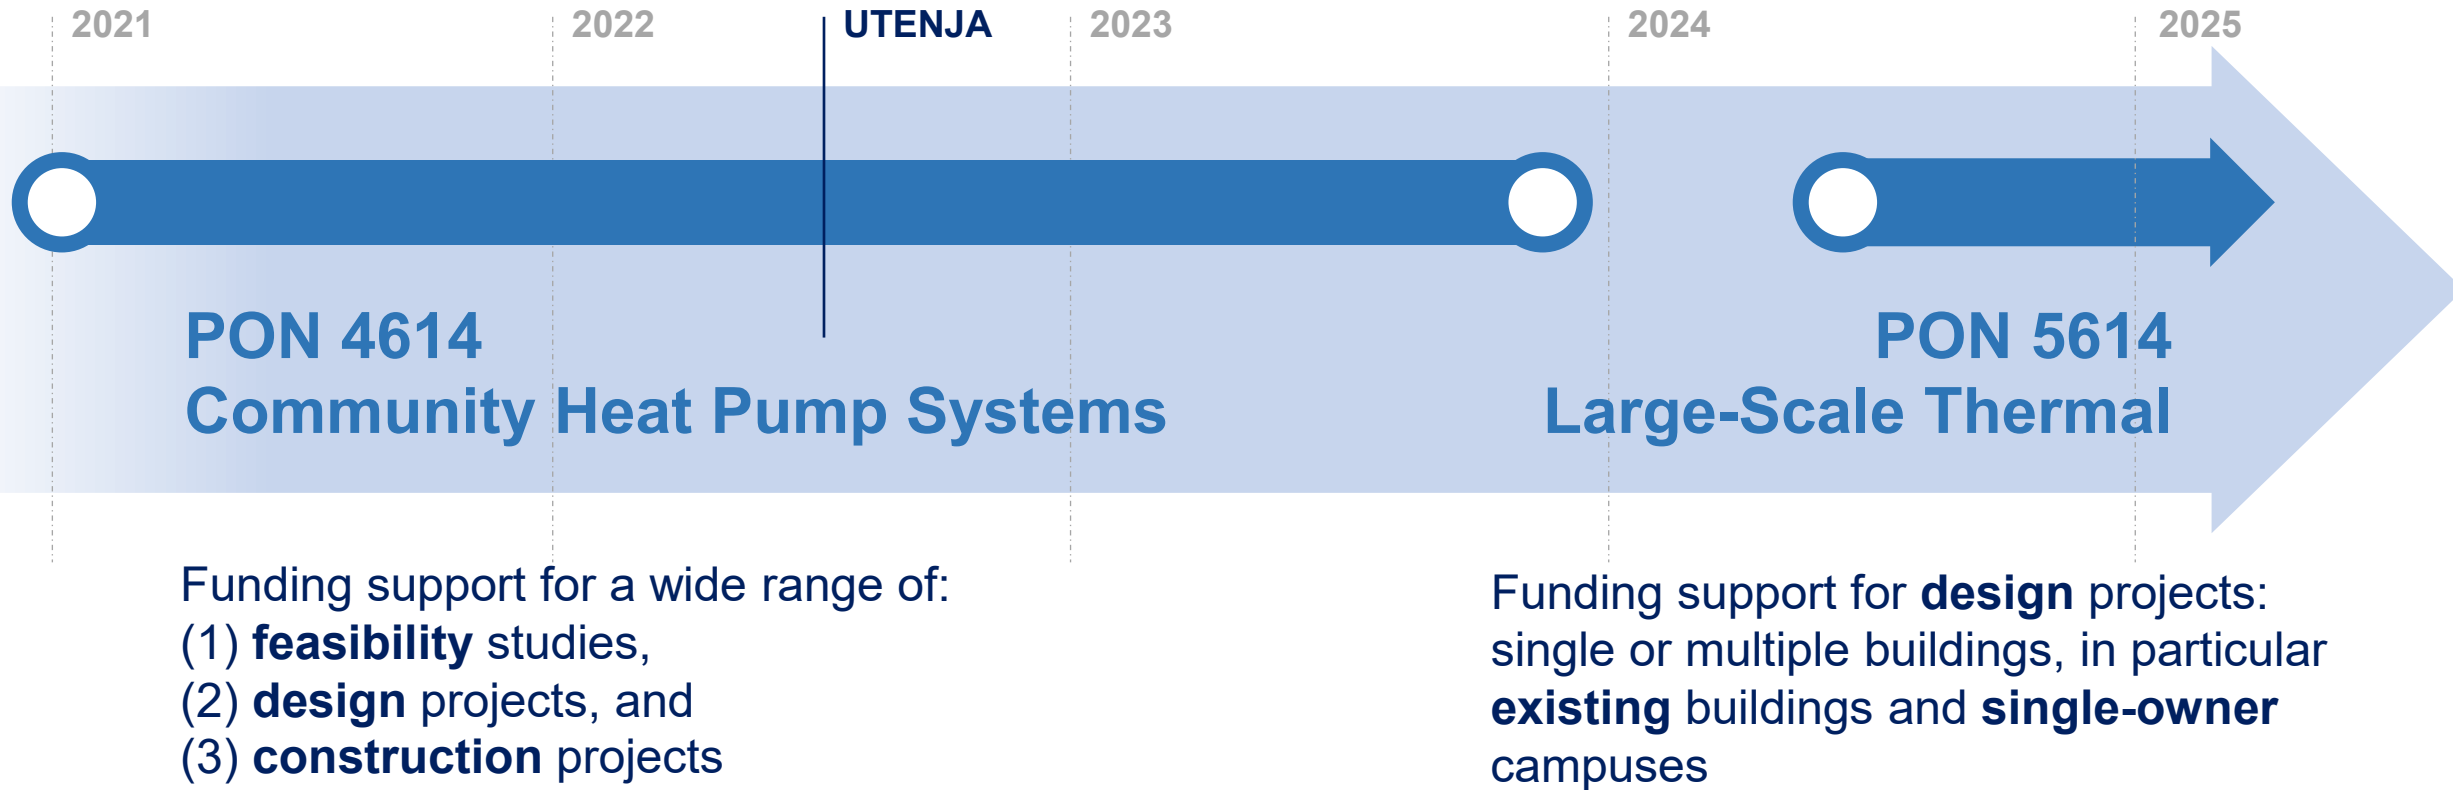 2021 2022 UTENJA 2023 2024 2025
PON 4614
Community Heat Pump Systems
PON 5614
Large-Scale Thermal
Funding support for a wide range of:
(1) feasibility studies,
(2) design projects, and
(3) construction projects
Funding support for design projects:
single or multiple buildings, in particular
existing buildings and single-owner
campuses